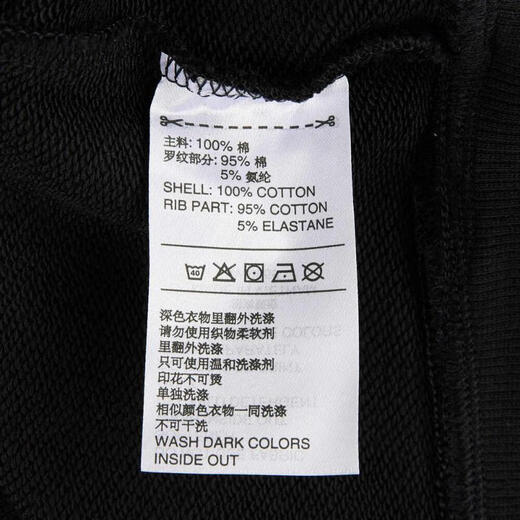 主料: 100% 棉
罗纹部分: 95% 棉
5% 氨纶
SHELL: 100% COTTON
RIB PART: 95% COTTON
5% ELASTANE
40
深色衣物里翻外洗涤
请勿使用织物柔软剂
里翻外洗涤
只可使用温和洗涤剂
印花不可烫
单独洗涤
相似颜色衣物一同洗涤
不可干洗
WASH DARK COLORS
INSIDE OUT